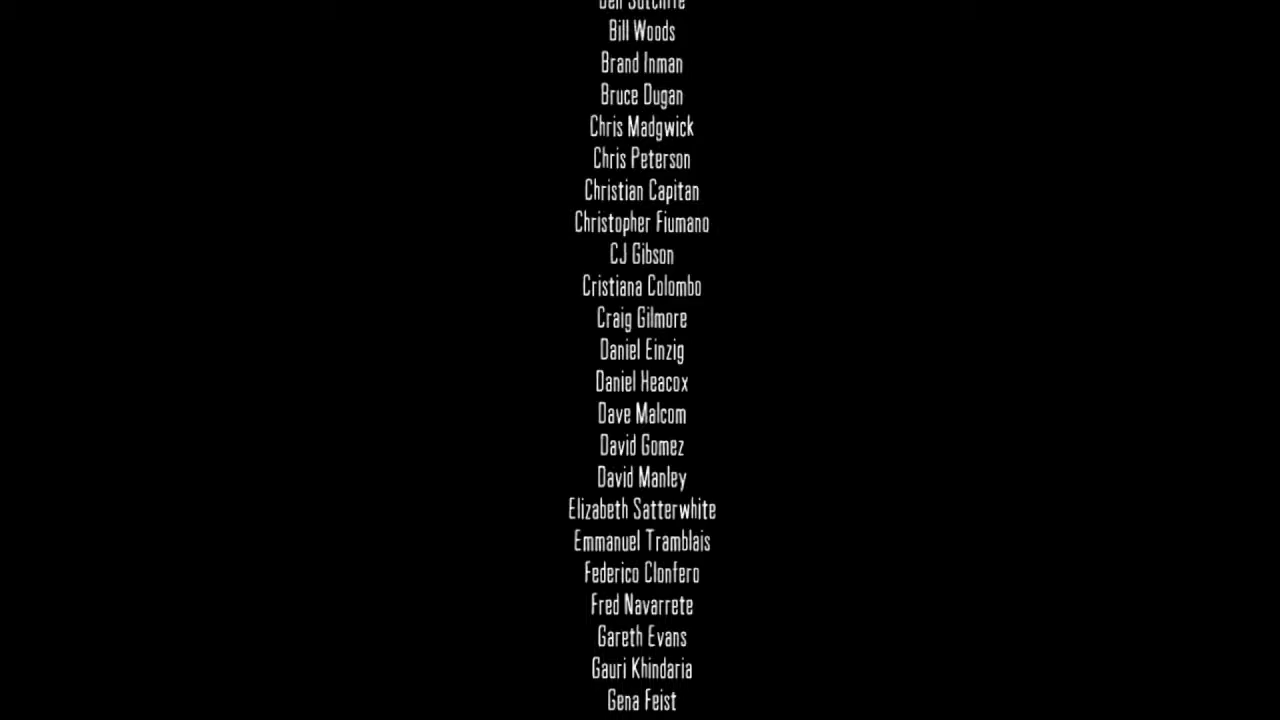 Bill Woods
Brand Inman
Bruce Dugan
Chris Madgwick
Chris Peterson
Christian Capitan
Christopher Fiumano
CJ Gibson
Cristiana Colombo
Craig Gilmore
Daniel Einzig
Daniel Heacox
Dave Malcom
David Gomez
David Manley
Elizabeth Satterwhite
Emmanuel Tramblais
Federico Clonfero
Fred Navarrete
Gareth Evans
Gauri Khindaria
Gena Feist